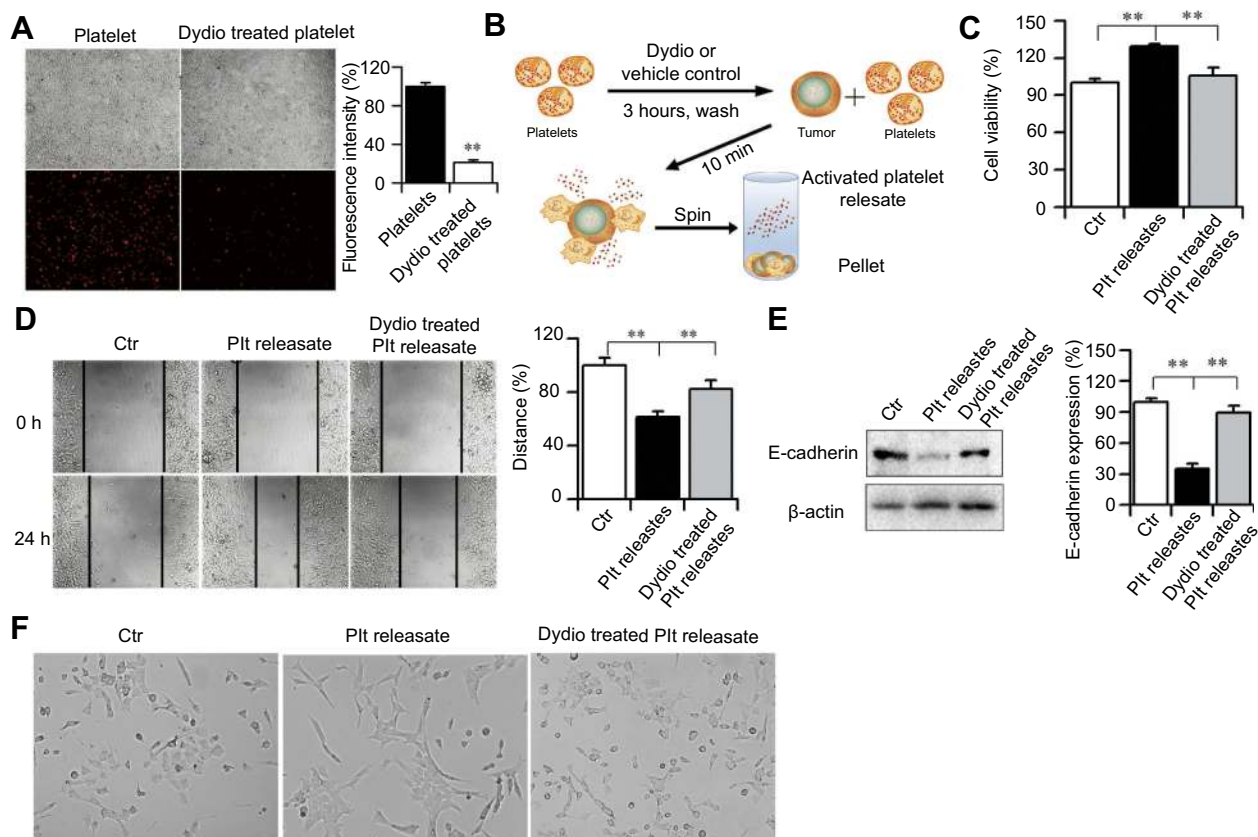 A
Platelet
Dydio treated platelet
Fluorescence intensity (%)
120
80
40
0
**
Platelets
Dydio treated
platelets
B
Dydio or
vehicle control
3 hours, wash
Platelets
Tumor
+
Platelets
10 min
Spin
Activated platelet
relesate
Pellet
C
Cell viability (%)
150
120
90
60
30
0
**
**
Ctr
Plt releastes
Dydio treated
Plt releastes
D
Ctr
Plt releasate
Dydio treated
Plt releasate
0 h
24 h
Distance (%)
120
80
40
0
**
**
Ctr
Plt releastes
Dydio treated
Plt releastes
E
Ctr
Plt releastes
Dydio treated
Plt releastes
E-cadherin
β-actin
E-cadherin expression (%)
150
120
90
60
30
0
**
**
Ctr
Plt releastes
Dydio treated
Plt releastes
F
Ctr
Plt releasate
Dydio treated Plt releasate